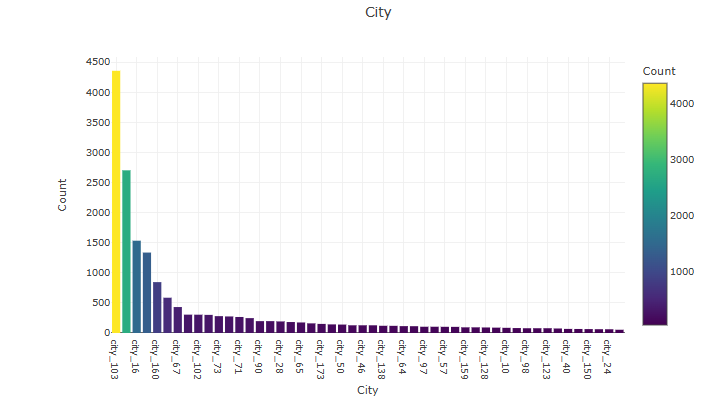 City
Count
4500
4000
3500
3000
2500
2000
1500
1000
500
0
Count
4000
3000
2000
1000
city_103
city_16
city_160
city_67
city_102
city_73
city_71
city_90
city_28
city_65
city_173
city_50
city_46
city_138
city_64
city_97
city_57
city_159
city_128
city_10
city_98
city_123
city_40
city_150
city_24
City